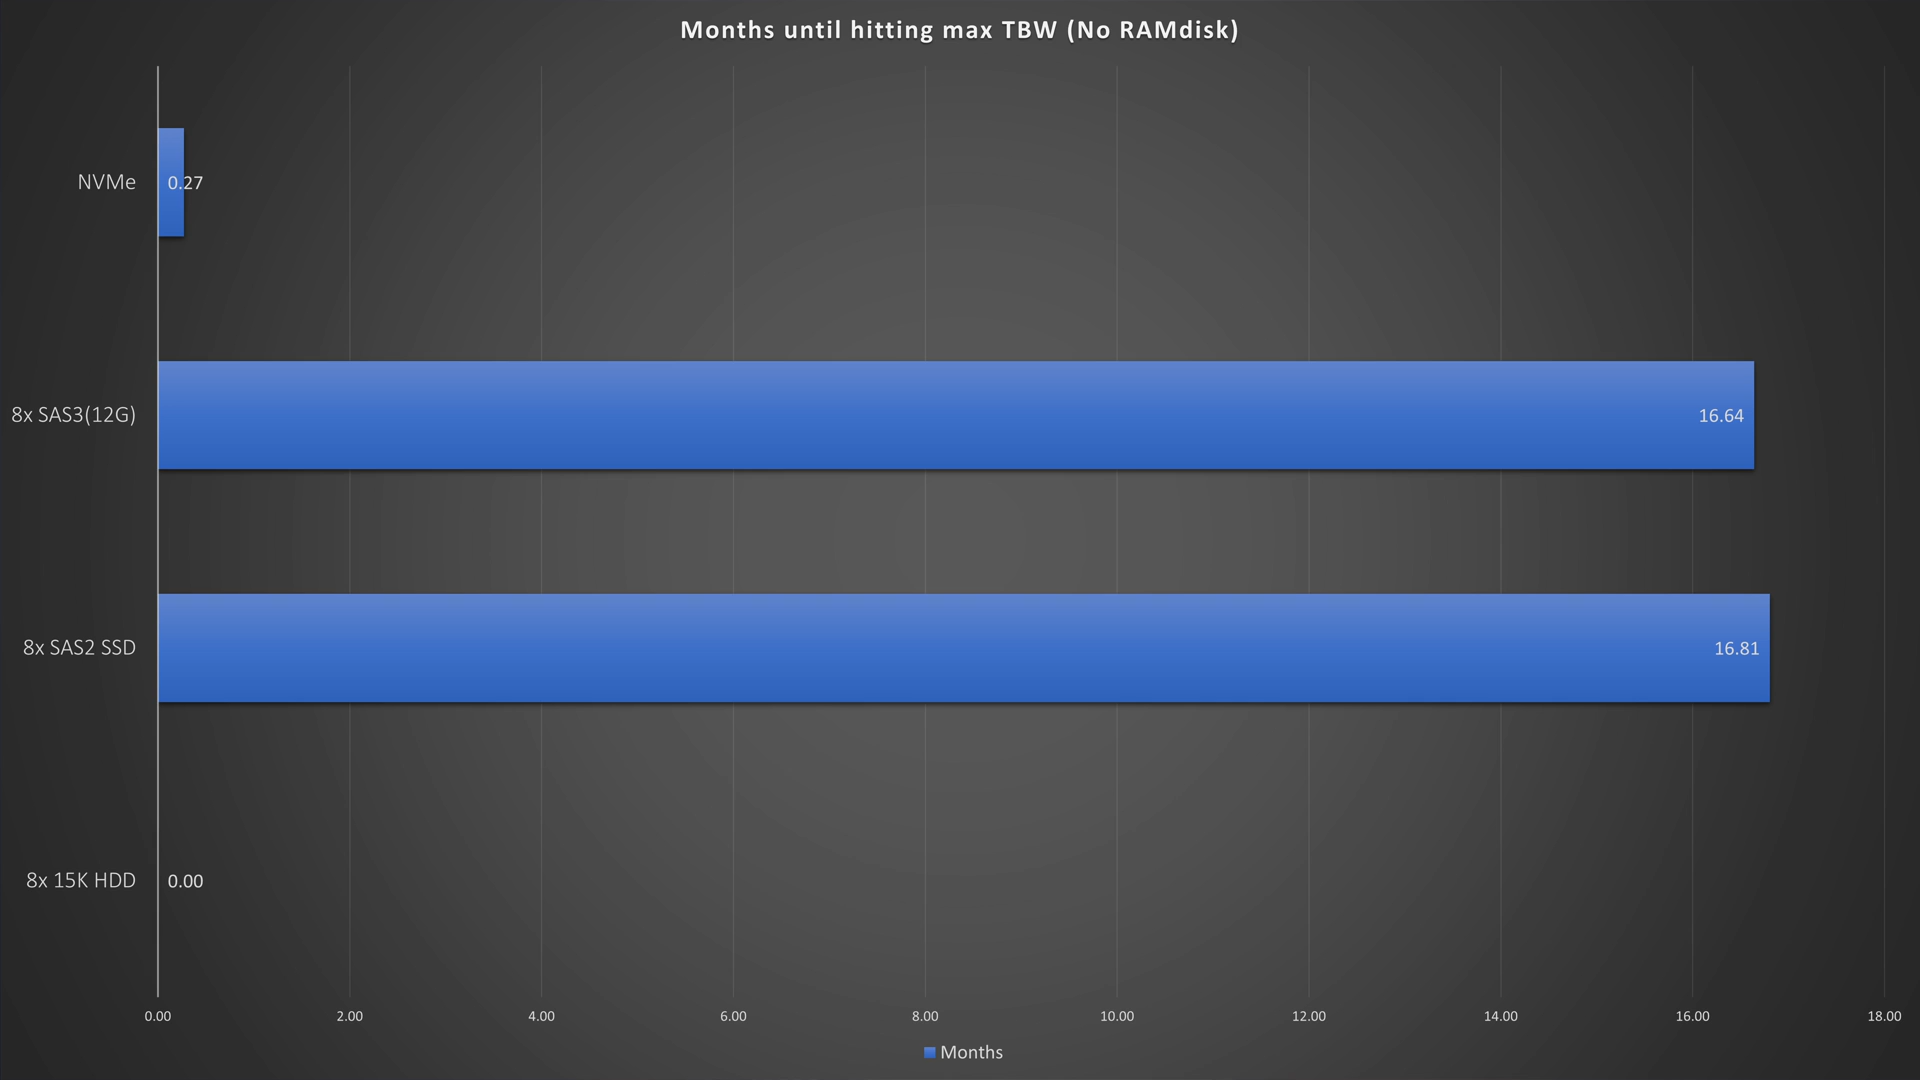 Months until hitting max TBW (No RAMdisk)
NVMe
0.27
8x SAS3(12G)
16.64
8x SAS2 SSD
16.81
8x 15K HDD
0.00
0.00 2.00 4.00 6.00 8.00 10.00 12.00 14.00 16.00 18.00
Months